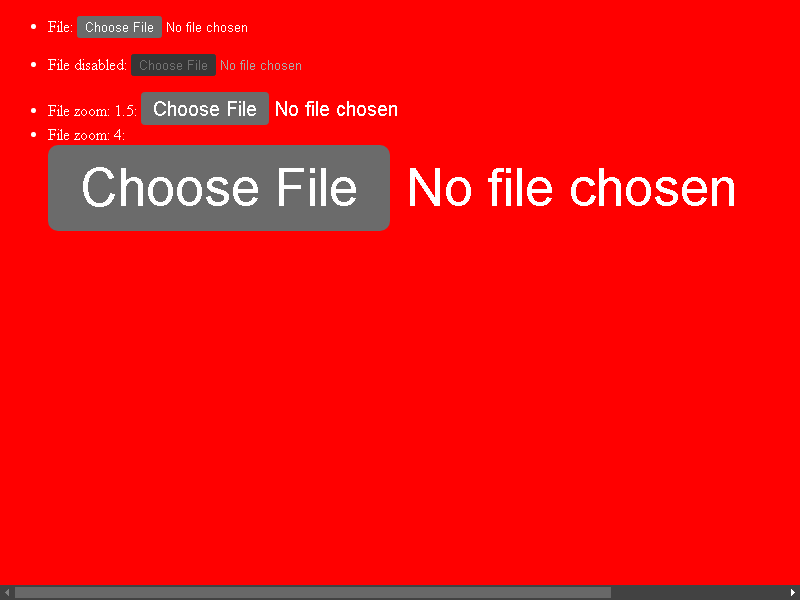 File: Choose File No file chosen
File disabled: Choose File No file chosen
File zoom: 1.5: Choose File No file chosen
File zoom: 4:
Choose File No file chosen